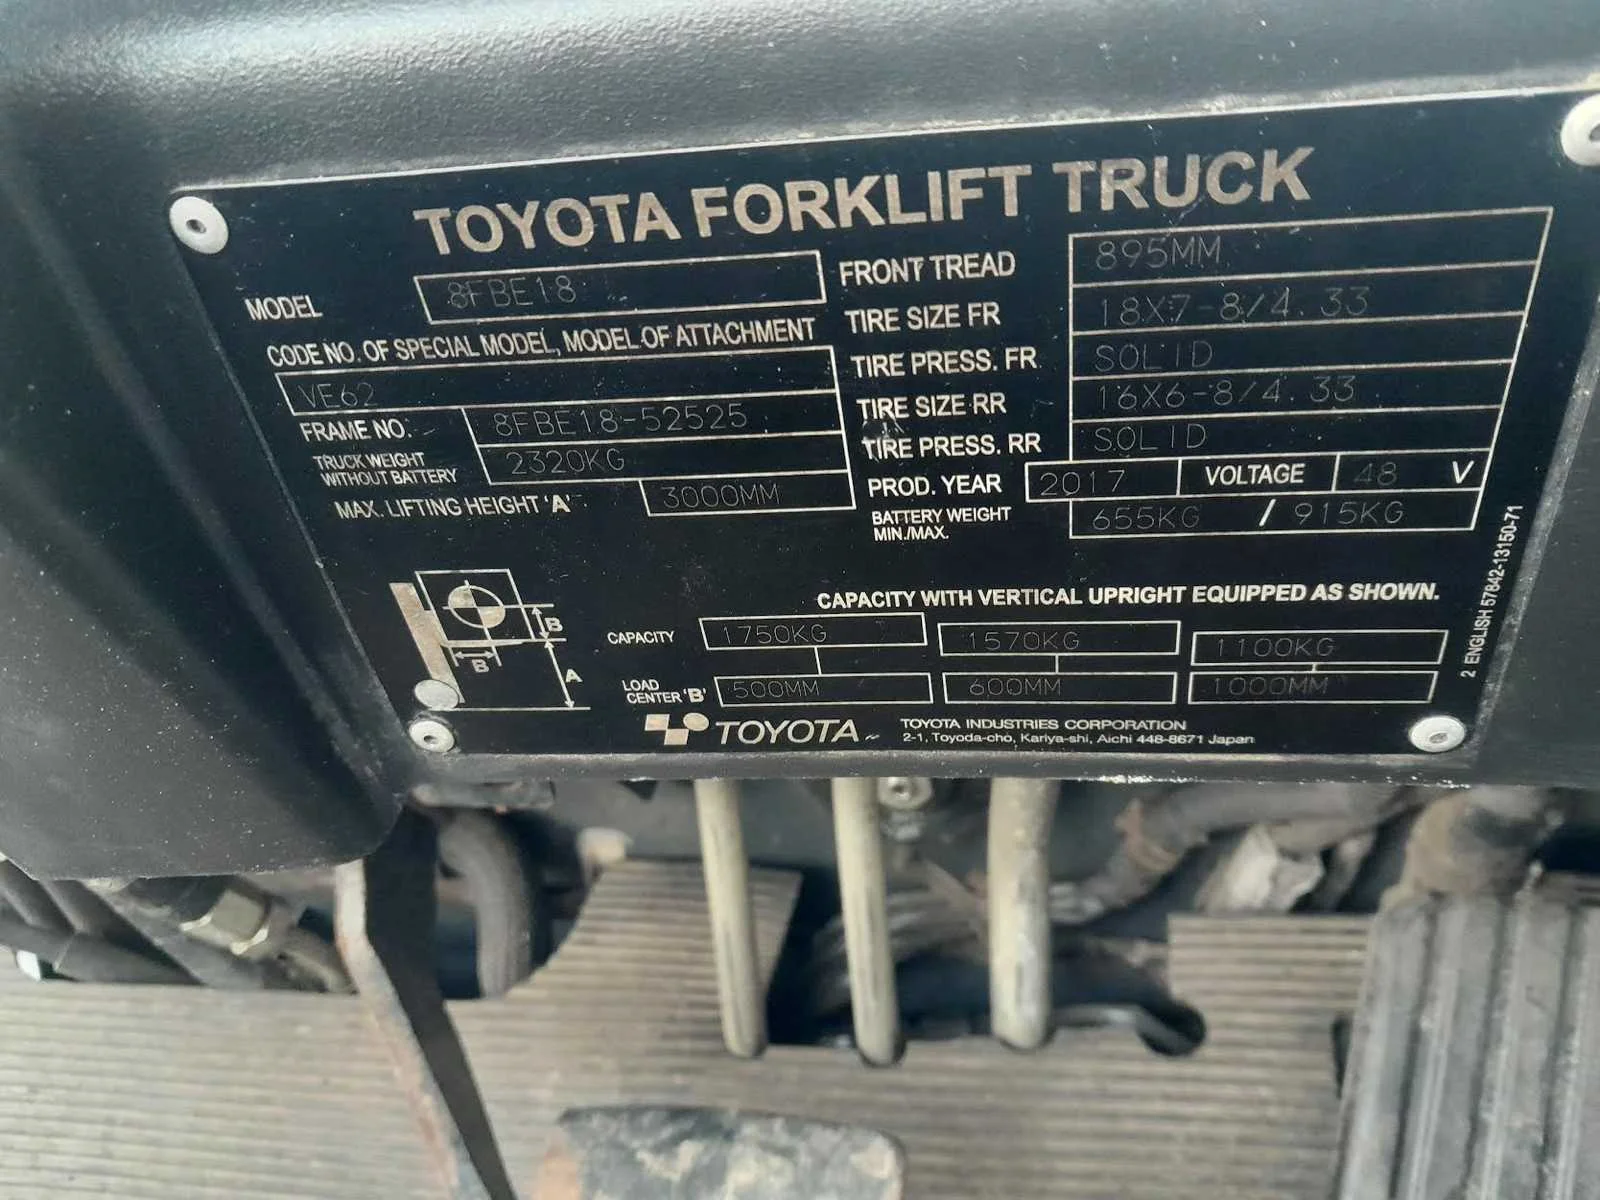 TOYOTA FORKLIFT TRUCK
MODEL 8FBE18
CODE NO. OF SPECIAL MODEL, MODEL OF ATTACHMENT
VE62
FRAME NO. 8FBE18-52525
TRUCK WEIGHT
WITHOUT BATTERY 2320KG
MAX. LIFTING HEIGHT 'A' 3000MM
FRONT TREAD 895MM
TIRE SIZE FR 18X7-8/4.33
TIRE PRESS. FR SOLID
TIRE SIZE RR 16X6-8/4.33
TIRE PRESS. RR SOLID
PROD. YEAR 2017 VOLTAGE 48 V
BATTERY WEIGHT
MIN./MAX. 655KG / 915KG
CAPACITY WITH VERTICAL UPRIGHT EQUIPPED AS SHOWN.
B
B
A
CAPACITY 1750KG 1570KG 1100KG
LOAD
CENTER 'B' 500MM 600MM 1000MM
TOYOTA
TOYOTA INDUSTRIES CORPORATION
2-1, Toyoda-cho, Kariya-shi, Aichi 448-8671 Japan
2 ENGLISH 57842-13150-71